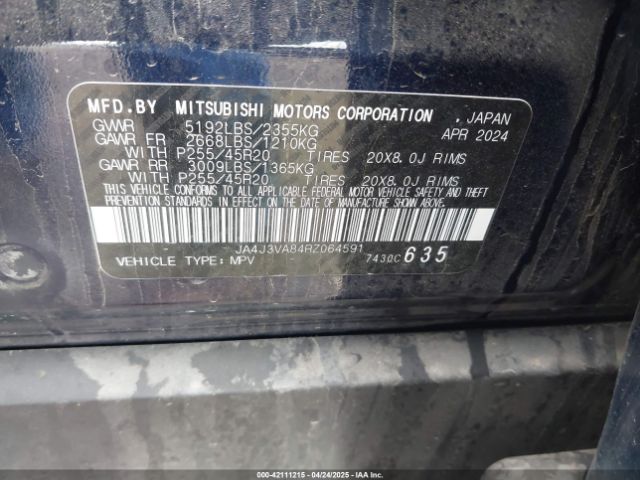 MFD.BY MITSUBISHI MOTORS CORPORATION , JAPAN
GVWR 5192LBS/2355KG APR 2024
GAWR FR 2668LBS/1210KG
WITH P255/45R20 TIRES 20X8.0J RIMS
GAWR RR 3009LBS/1365KG
WITH P255/45R20 TIRES 20X8.0J RIMS
THIS VEHICLE CONFORMS TO ALL APPLICABLE FEDERAL MOTOR VEHICLE SAFETY AND THEFT
PREVENTION STANDARDS IN EFFECT ON THE DATE OF MANUFACTURE SHOWN ABOVE.
JA4J3VA84RZ064591
VEHICLE TYPE: MPV 7430C 635
000-42111215 - 04/24/2025 - IAA Inc.